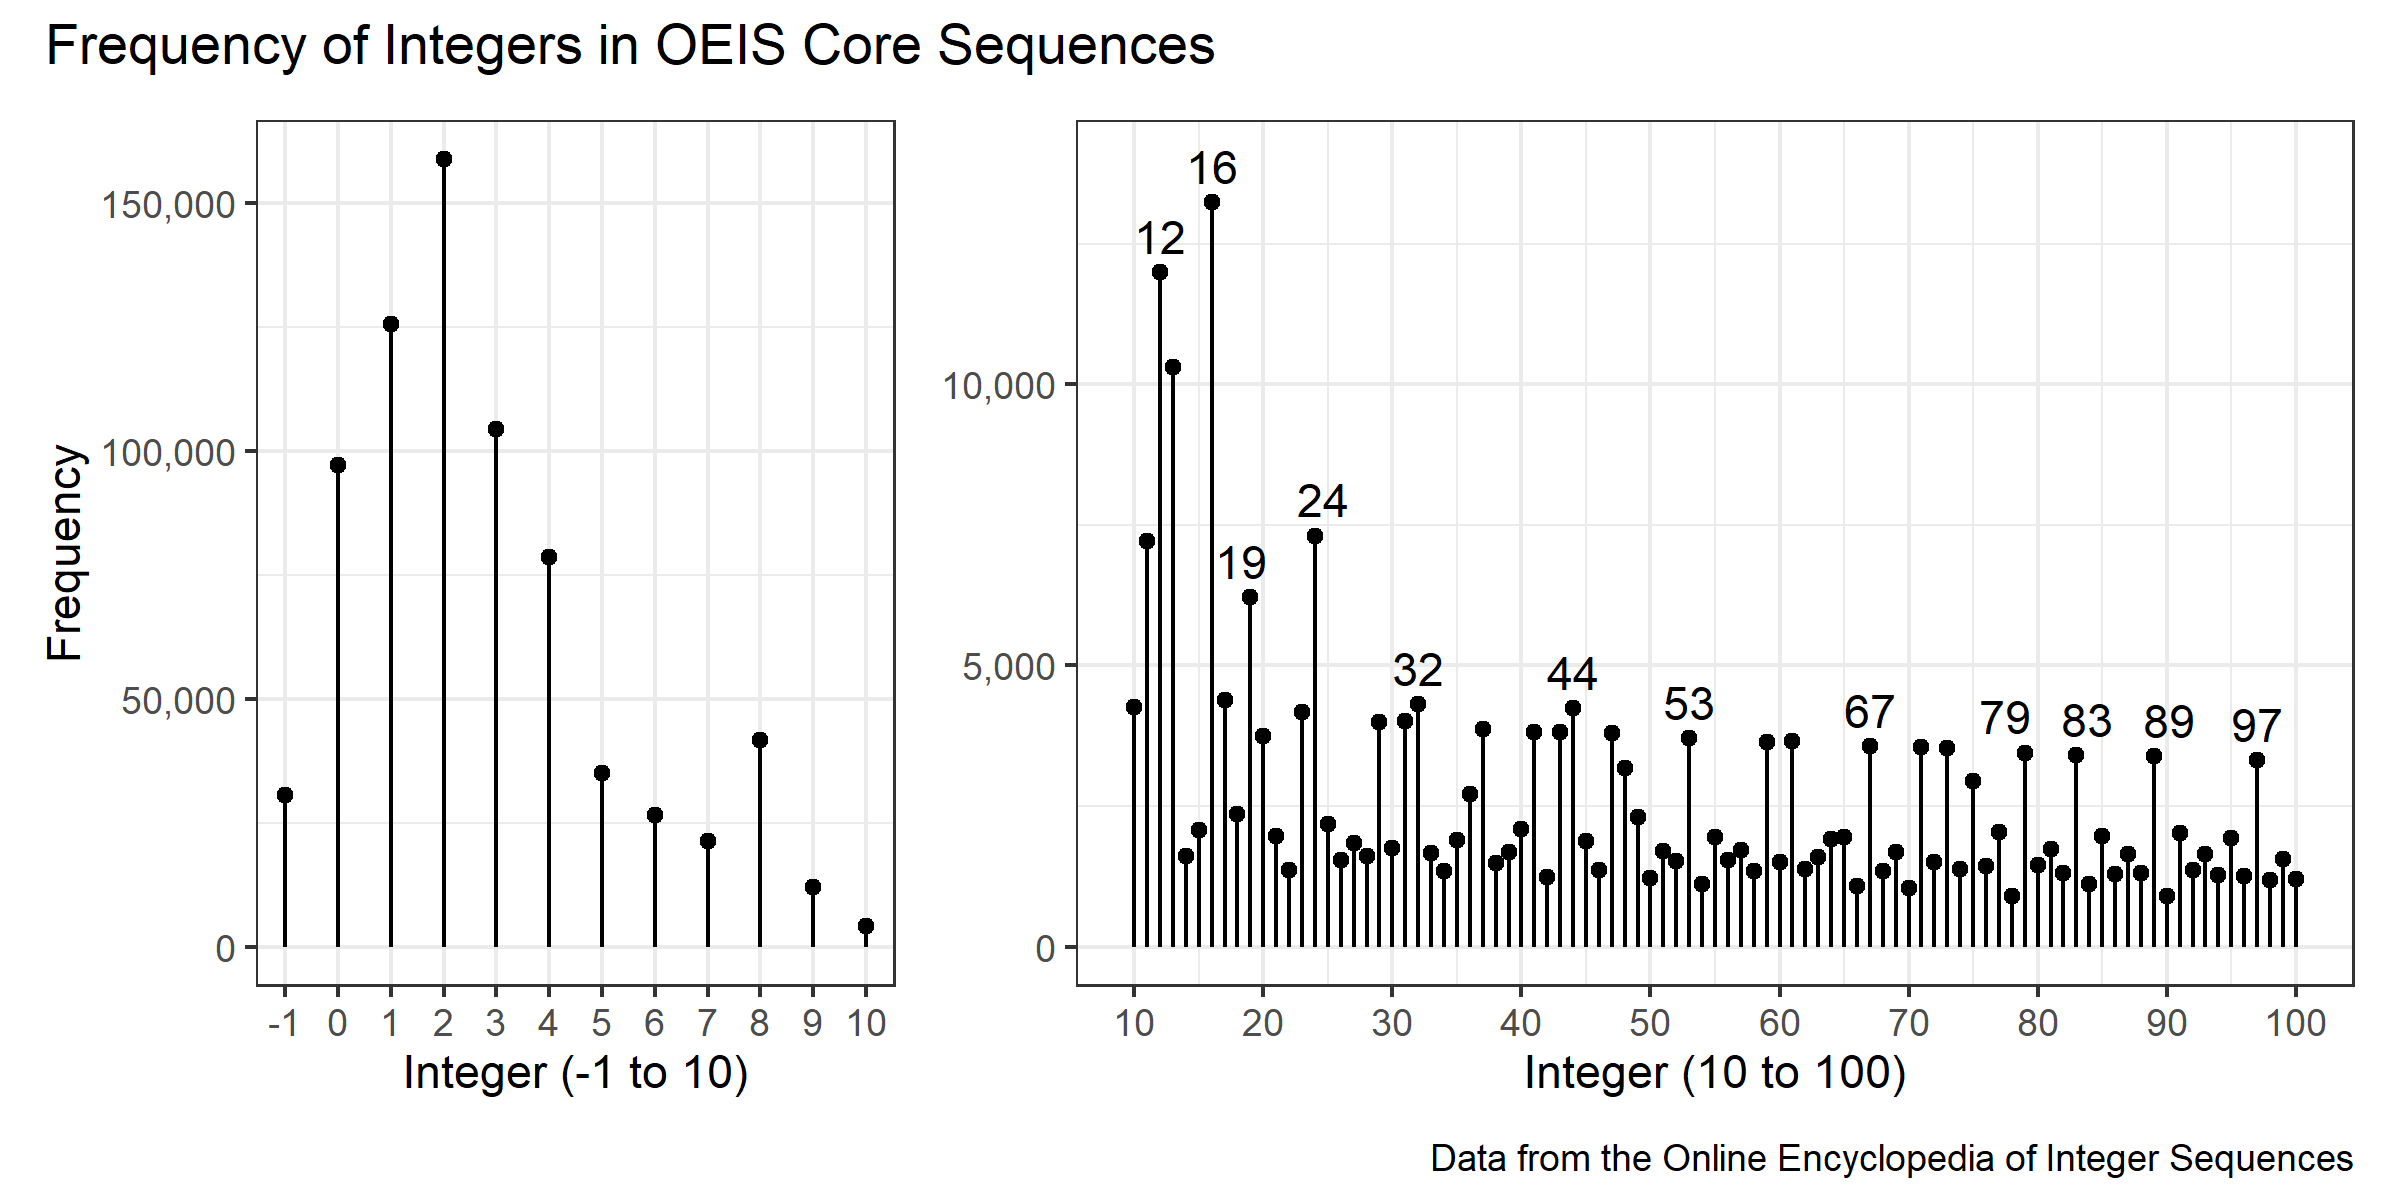 Frequency of Integers in OEIS Core Sequences
Frequency
150,000
100,000
50,000
0
-1 0 1 2 3 4 5 6 7 8 9 10
Integer (-1 to 10)
10,000
5,000
0
16
12
24
19
32
44
53
67
79
83
89
97
10 20 30 40 50 60 70 80 90 100
Integer (10 to 100)
Data from the Online Encyclopedia of Integer Sequences